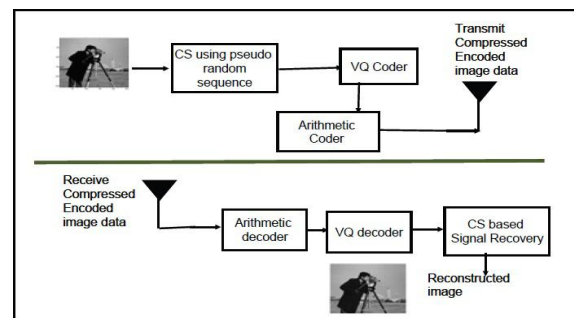 Transmit
Compressed
Encoded
image data
CS using pseudo
random
sequence
VQ Coder
Arithmetic
Coder
Receive
Compressed
Encoded
image data
Arithmetic
decoder
VQ decoder
CS based
Signal Recovery
Reconstructed
image